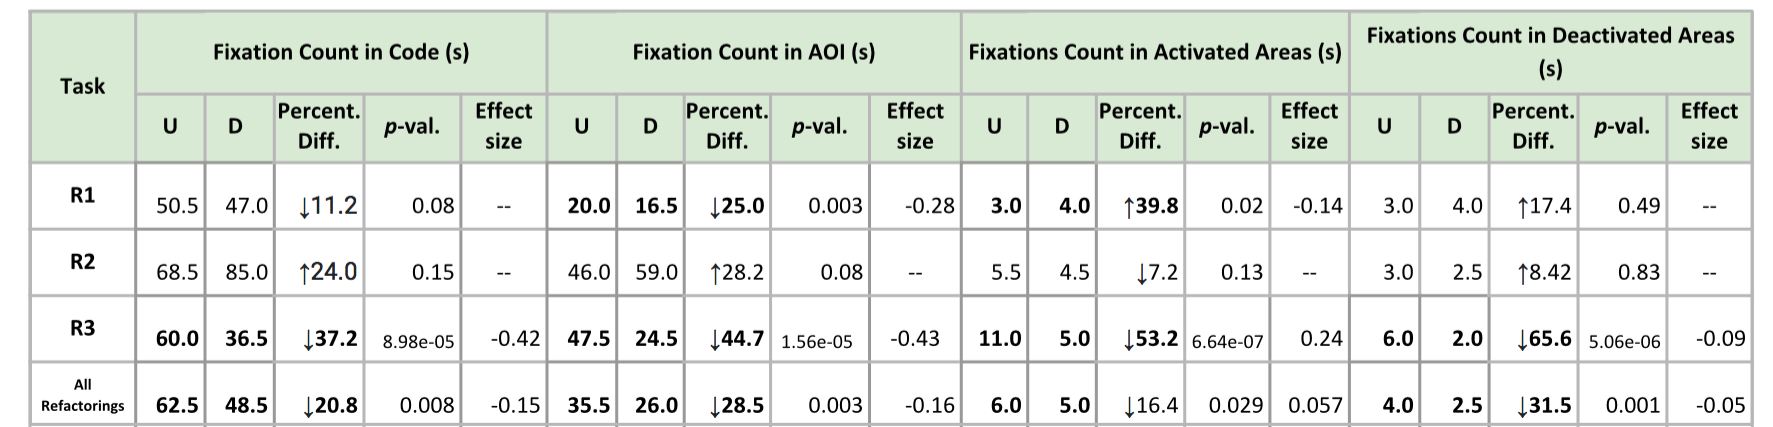 Task Fixation Count in Code (s) Fixation Count in AOI (s) Fixations Count in Activated Areas (s) Fixations Count in Deactivated Areas (s)
U D Percent. Diff. p-val. Effect size U D Percent. Diff. p-val. Effect size U D Percent. Diff. p-val. Effect size U D Percent. Diff. p-val. Effect size
R1 50.5 47.0 ↓11.2 0.08 -- 20.0 16.5 ↓25.0 0.003 -0.28 3.0 4.0 ↑39.8 0.02 -0.14 3.0 4.0 ↑17.4 0.49 --
R2 68.5 85.0 ↑24.0 0.15 -- 46.0 59.0 ↑28.2 0.08 -- 5.5 4.5 ↓7.2 0.13 -- 3.0 2.5 ↑8.42 0.83 --
R3 60.0 36.5 ↓37.2 8.98e-05 -0.42 47.5 24.5 ↓44.7 1.56e-05 -0.43 11.0 5.0 ↓53.2 6.64e-07 0.24 6.0 2.0 ↓65.6 5.06e-06 -0.09
All Refactorings 62.5 48.5 ↓20.8 0.008 -0.15 35.5 26.0 ↓28.5 0.003 -0.16 6.0 5.0 ↓16.4 0.029 0.057 4.0 2.5 ↓31.5 0.001 -0.05